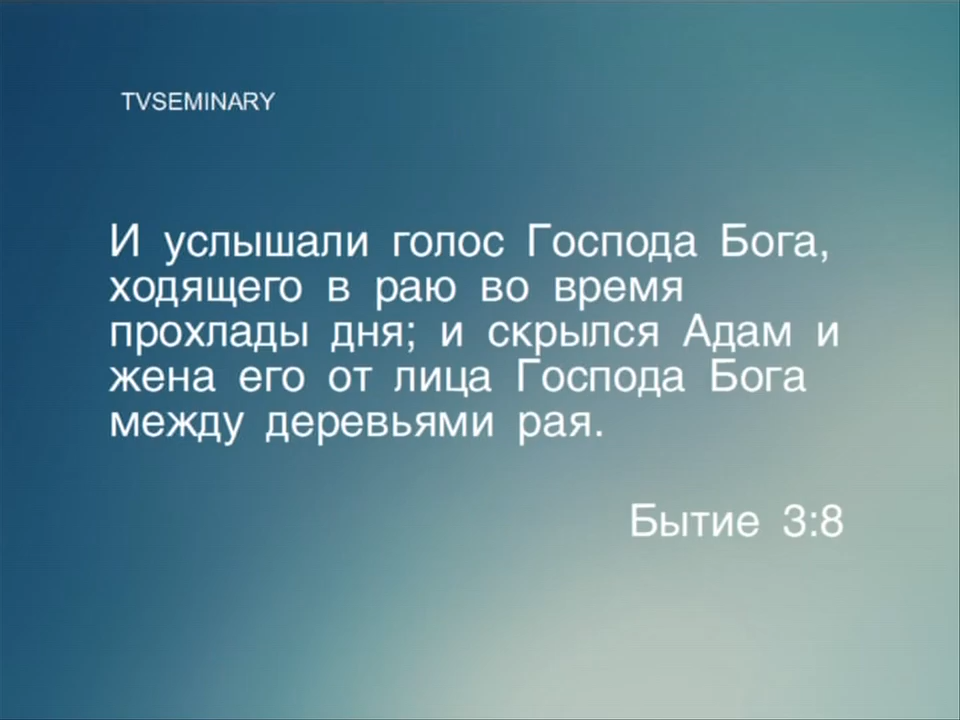 TVSEMINARY
И услышали голос Господа Бога,
ходящего в раю во время
прохлады дня; и скрылся Адам и
жена его от лица Господа Бога
между деревьями рая.
Бытие 3:8